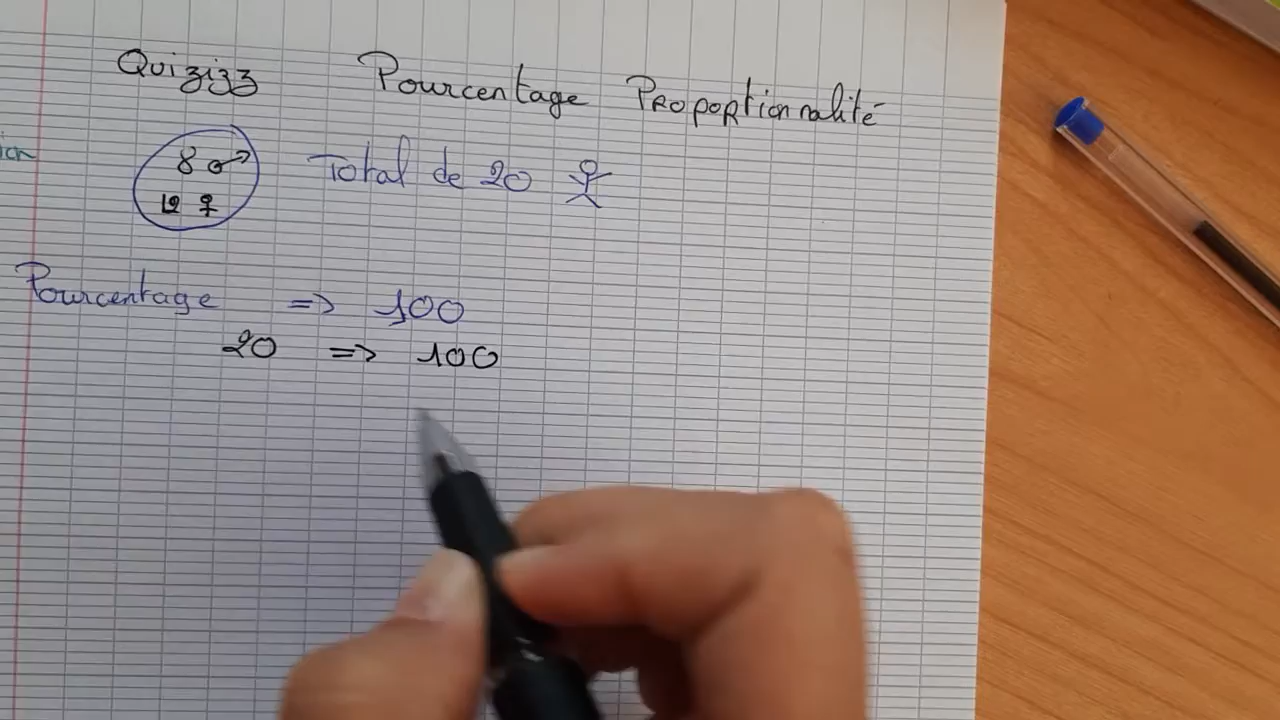 Quizizz Pourcentage Proportionnalité
8 ♂ Total de 20
12 ♀
Pourcentage => 100
20 => 100